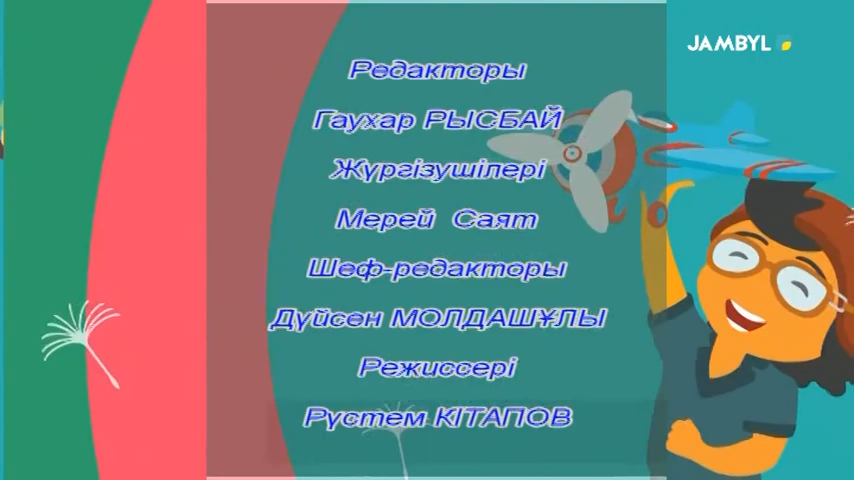 JAMBYL
Редакторы
Гаухар РЫСБАЙ
Жүргізушілері
Мерей Саят
Шеф-редакторы
Дүйсен МОЛДАШҰЛЫ
Режиссері
Рүстем КІТАПОВ